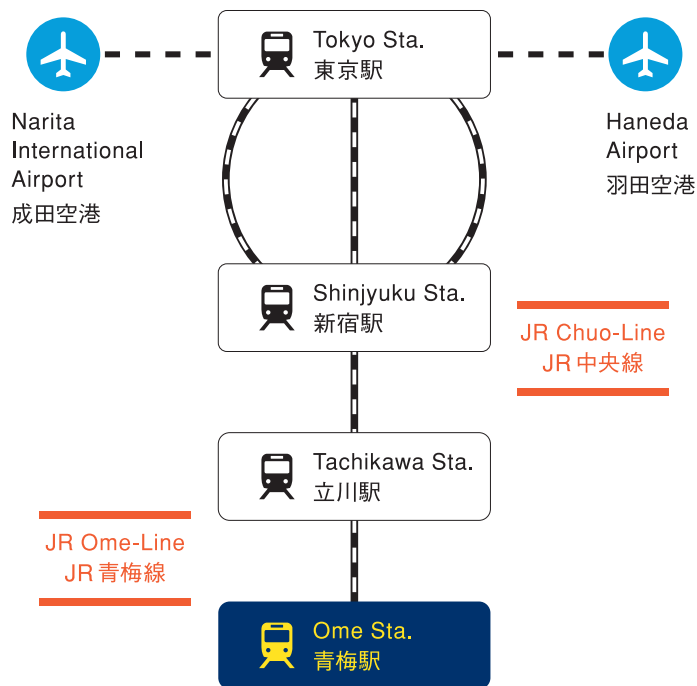 Tokyo Sta.
東京駅
Narita
International
Airport
成田空港
Haneda
Airport
羽田空港
Shinjyuku Sta.
新宿駅
JR Chuo-Line
JR 中央線
Tachikawa Sta.
立川駅
JR Ome-Line
JR 青梅線
Ome Sta.
青梅駅